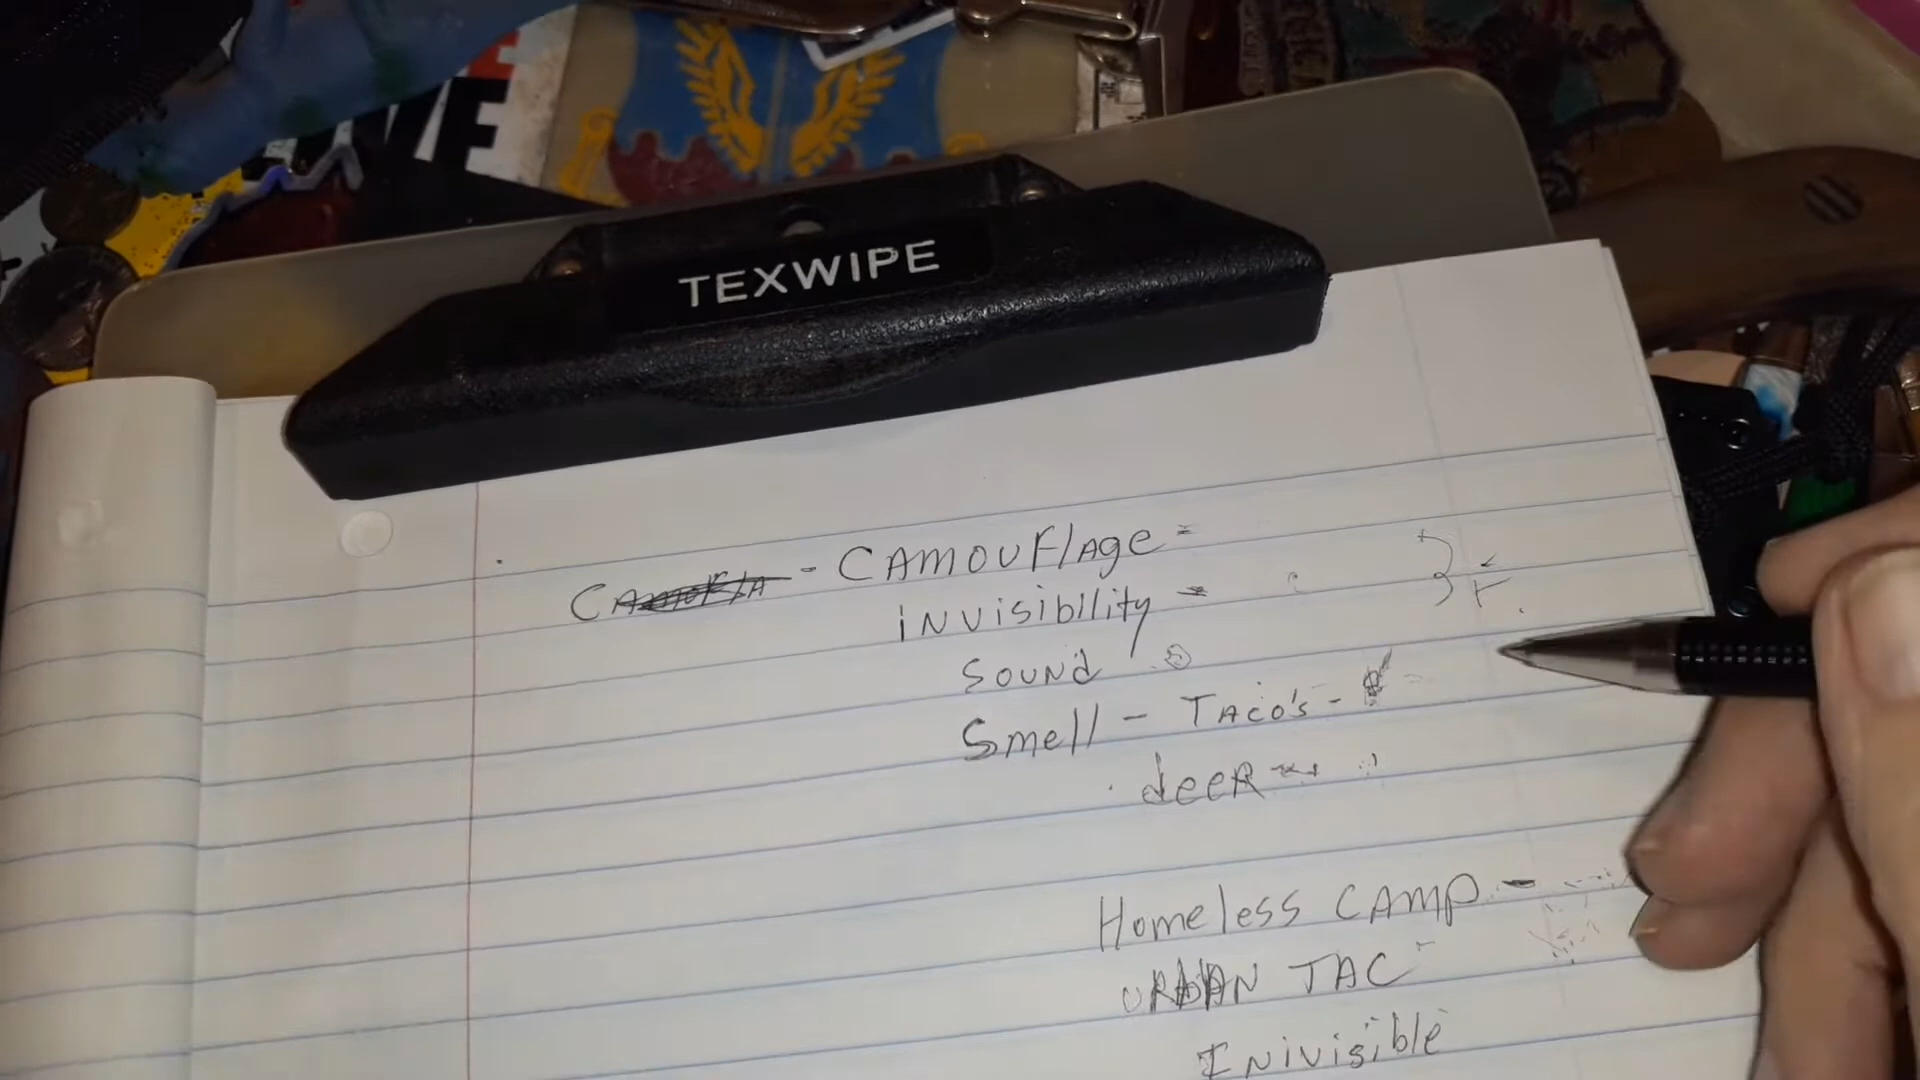 TEXWIPE
- CAMOUFlAge =
iNVisibility =
SOUNd
Smell - TACO's -
deeR
Homeless CAMP -
URBAN TAC
INiVisible